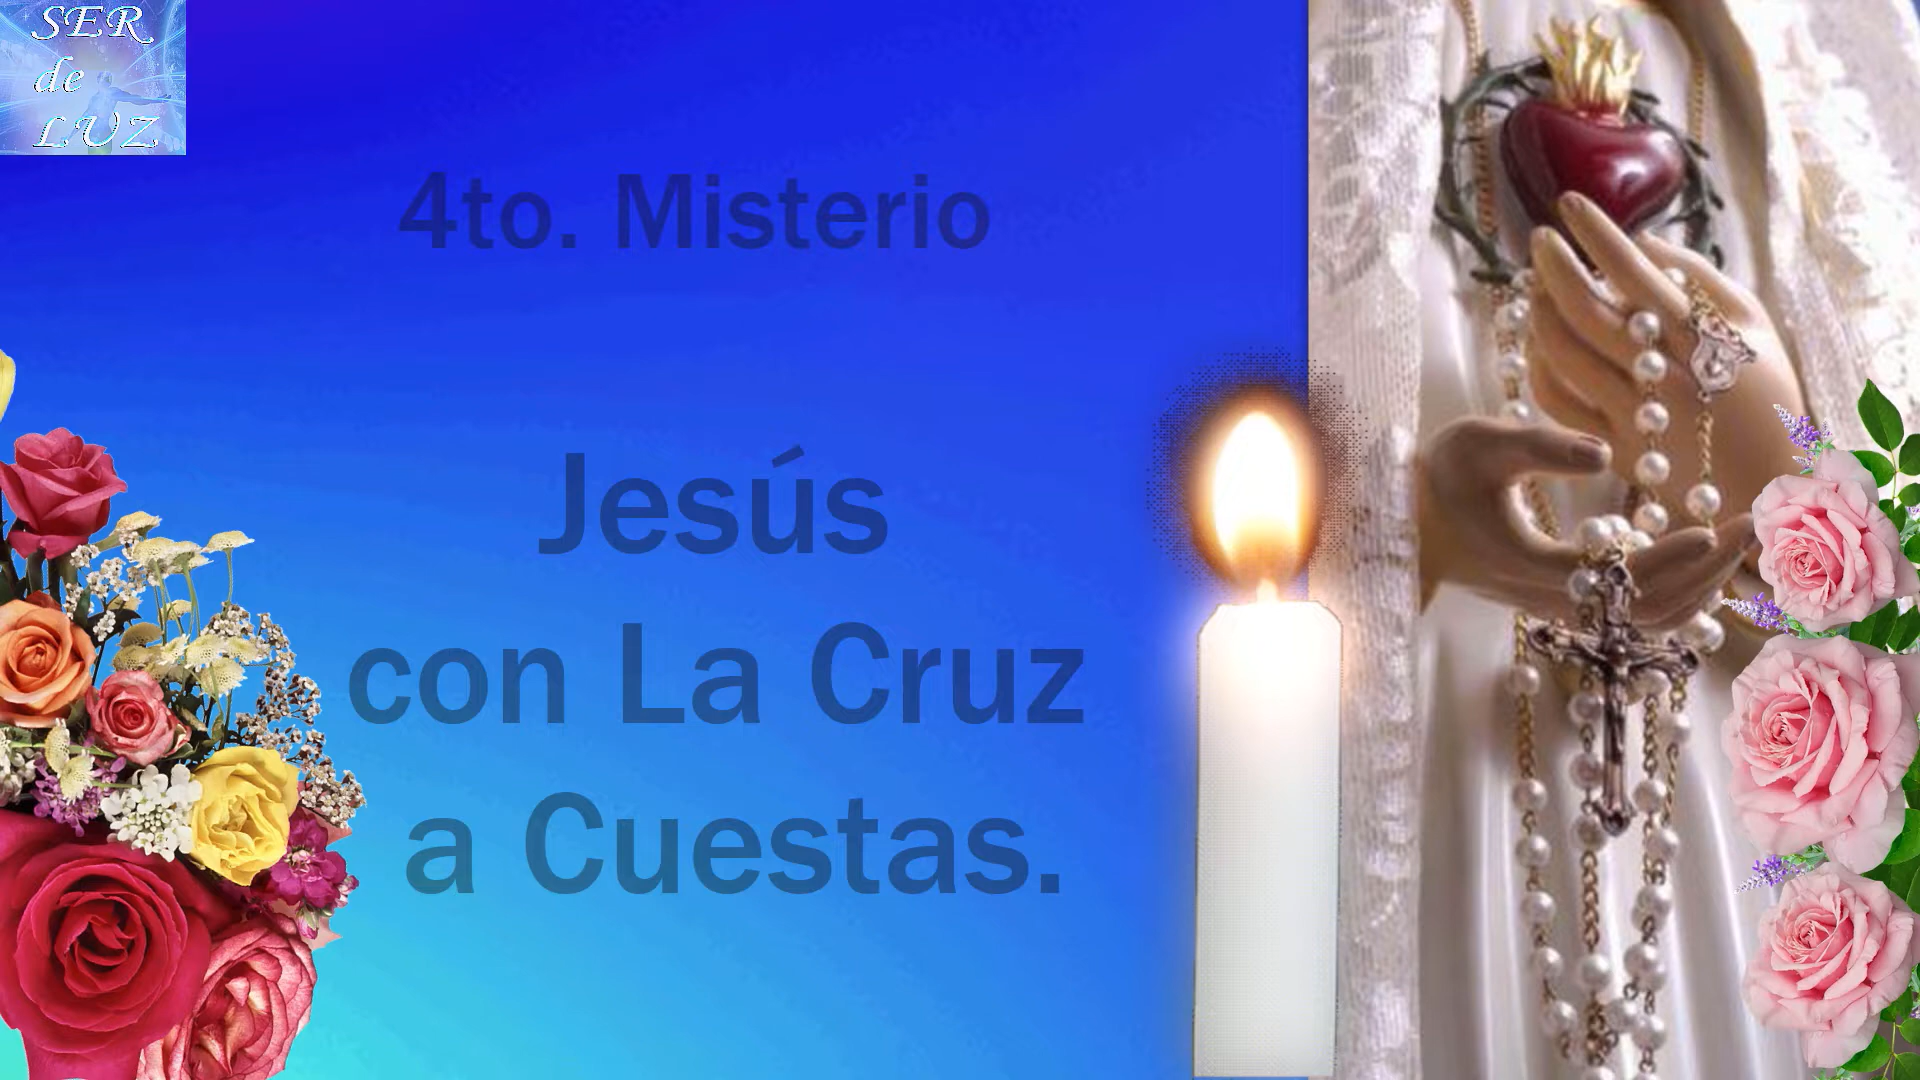 SER
de
LUZ
4to. Misterio
Jesús
con La Cruz
a Cuestas.